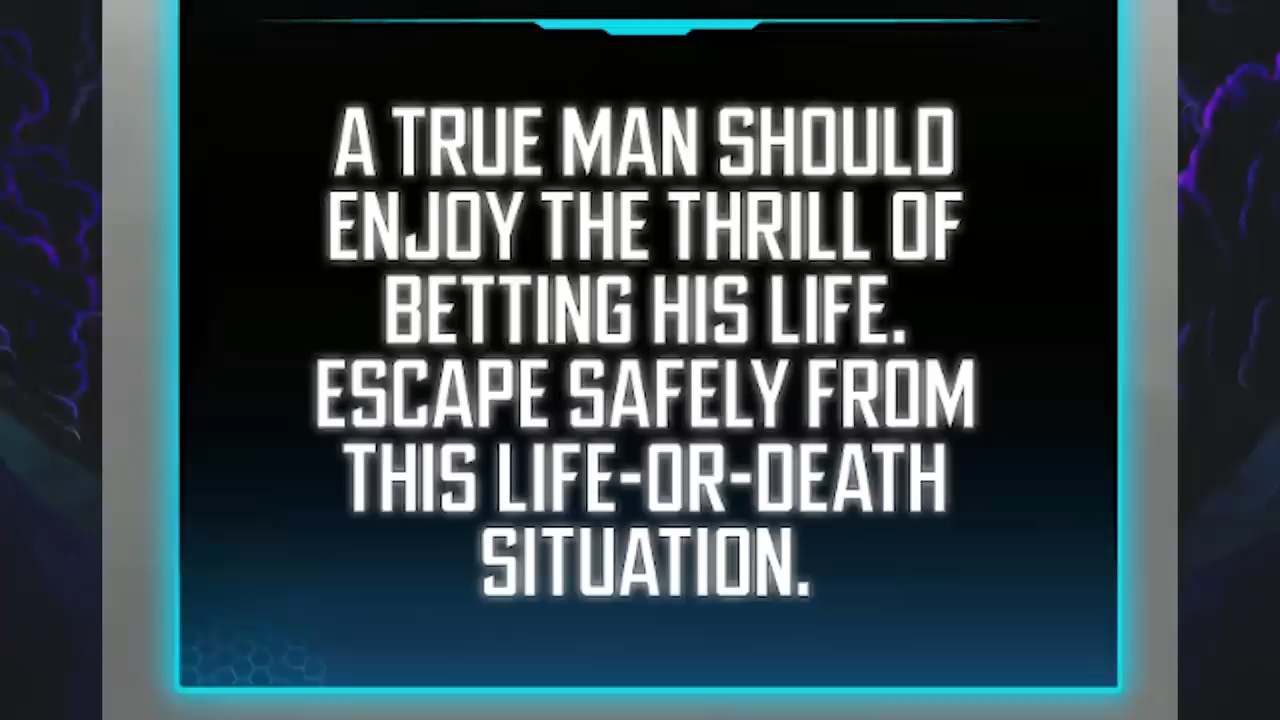 A TRUE MAN SHOULD
ENJOY THE THRILL OF
BETTING HIS LIFE.
ESCAPE SAFELY FROM
THIS LIFE-OR-DEATH
SITUATION.